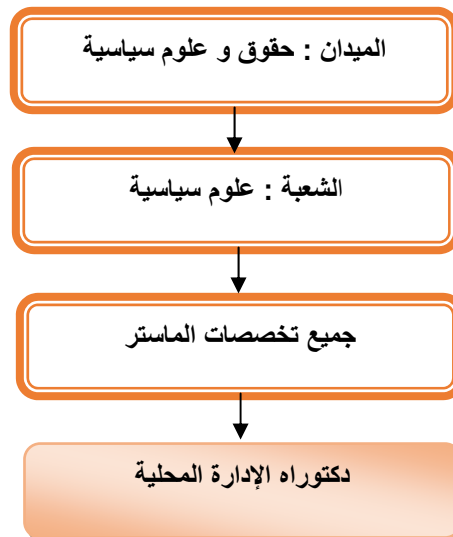 الميدان : حقوق و علوم سياسية
الشعبة : علوم سياسية
جميع تخصصات الماستر
دكتوراه الإدارة المحلية